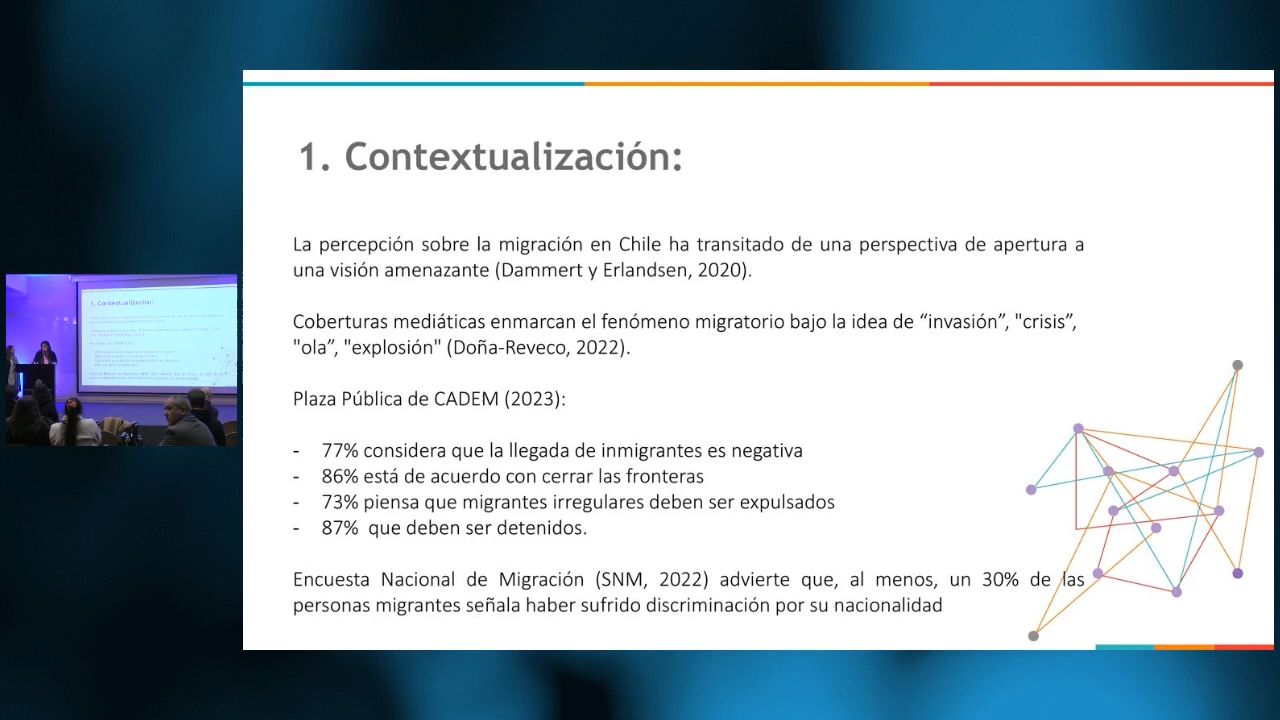 1. Contextualización:
La percepción sobre la migración en Chile ha transitado de una perspectiva de apertura a
una visión amenazante (Dammert y Erlandsen, 2020).
Coberturas mediáticas enmarcan el fenómeno migratorio bajo la idea de “invasión”, "crisis”,
"ola”, "explosión" (Doña-Reveco, 2022).
Plaza Pública de CADEM (2023):
- 77% considera que la llegada de inmigrantes es negativa
- 86% está de acuerdo con cerrar las fronteras
- 73% piensa que migrantes irregulares deben ser expulsados
- 87%  que deben ser detenidos.
Encuesta Nacional de Migración (SNM, 2022) advierte que, al menos, un 30% de las
personas migrantes señala haber sufrido discriminación por su nacionalidad
1. Contextualización: